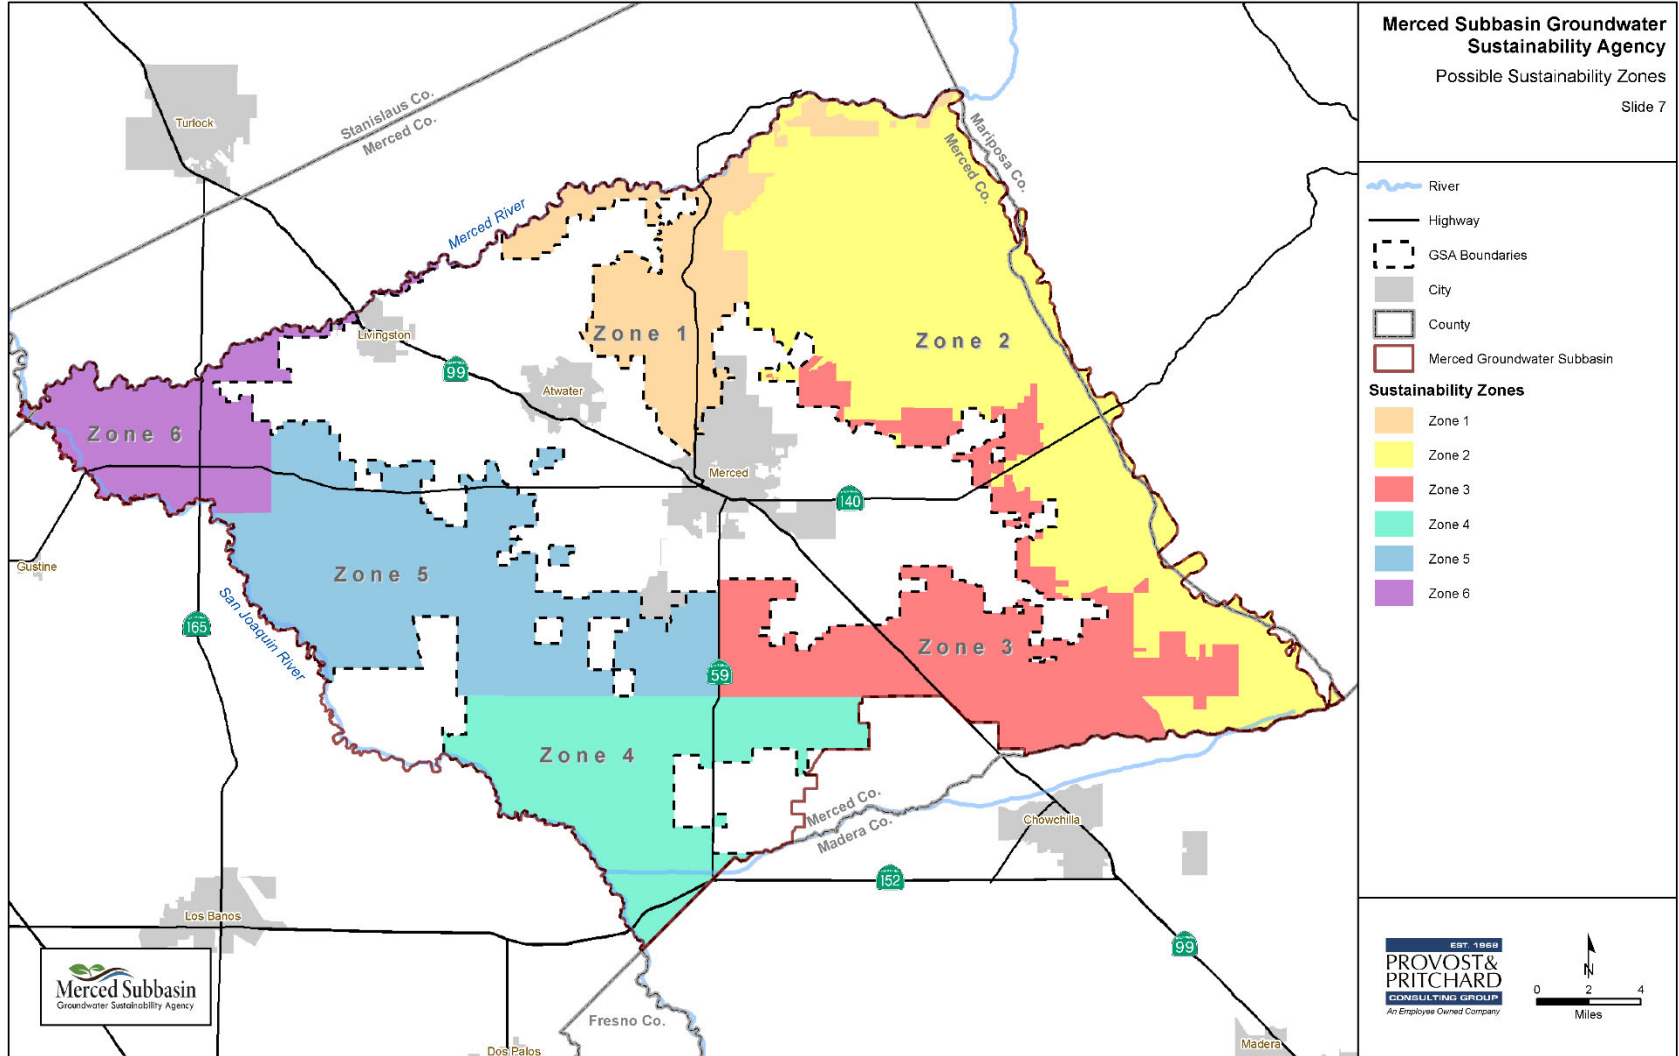 Merced Subbasin Groundwater
Sustainability Agency
Possible Sustainability Zones
Slide 7
River
Highway
GSA Boundaries
City
County
Merced Groundwater Subbasin
Sustainability Zones
Zone 1
Zone 2
Zone 3
Zone 4
Zone 5
Zone 6
EST. 1968
PROVOST&
PRITCHARD
CONSULTING GROUP
An Employee Owned Company
N
0 2 4
Miles
Turlock
Stanislaus Co.
Merced Co.
Mariposa Co.
Merced Co.
Merced River
Livingston
Zone 1
Zone 2
99
Atwater
Zone 6
Merced
140
Gustine
Zone 5
San Joaquin River
165
Zone 3
59
Zone 4
Merced Co.
Madera Co.
Chowchilla
152
Los Banos
99
Merced Subbasin
Groundwater Sustainability Agency
Fresno Co.
Dos Palos
Madera